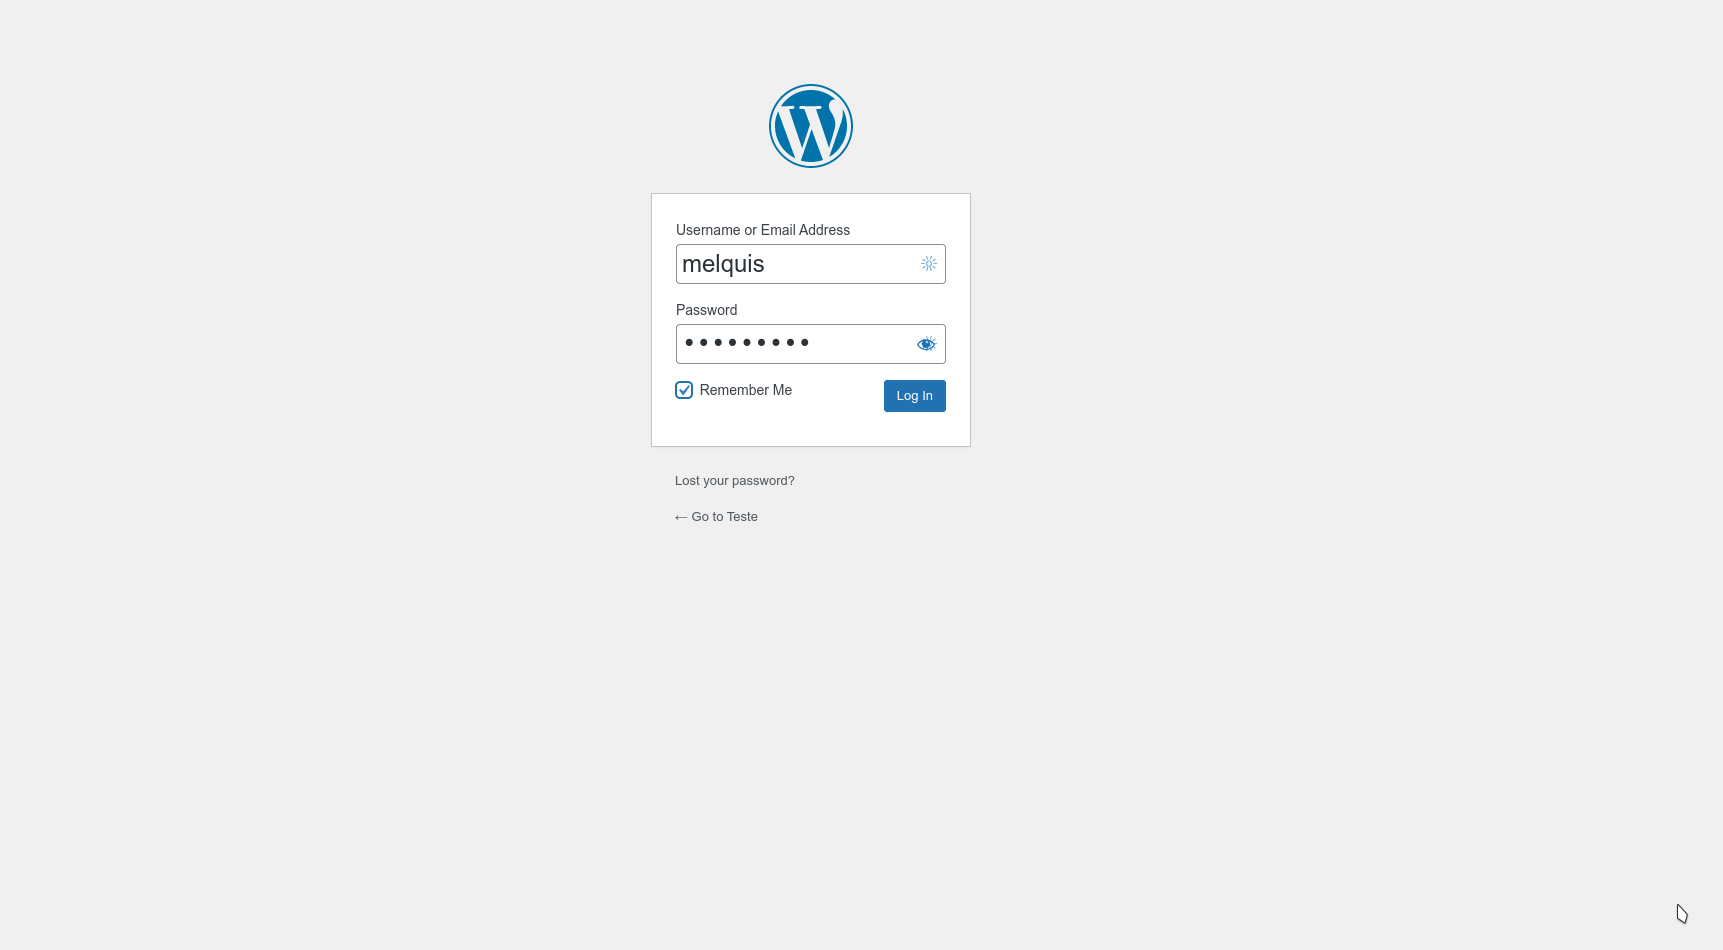 Username or Email Address
melquis
Password
Remember Me
Log In
Lost your password?
← Go to Teste